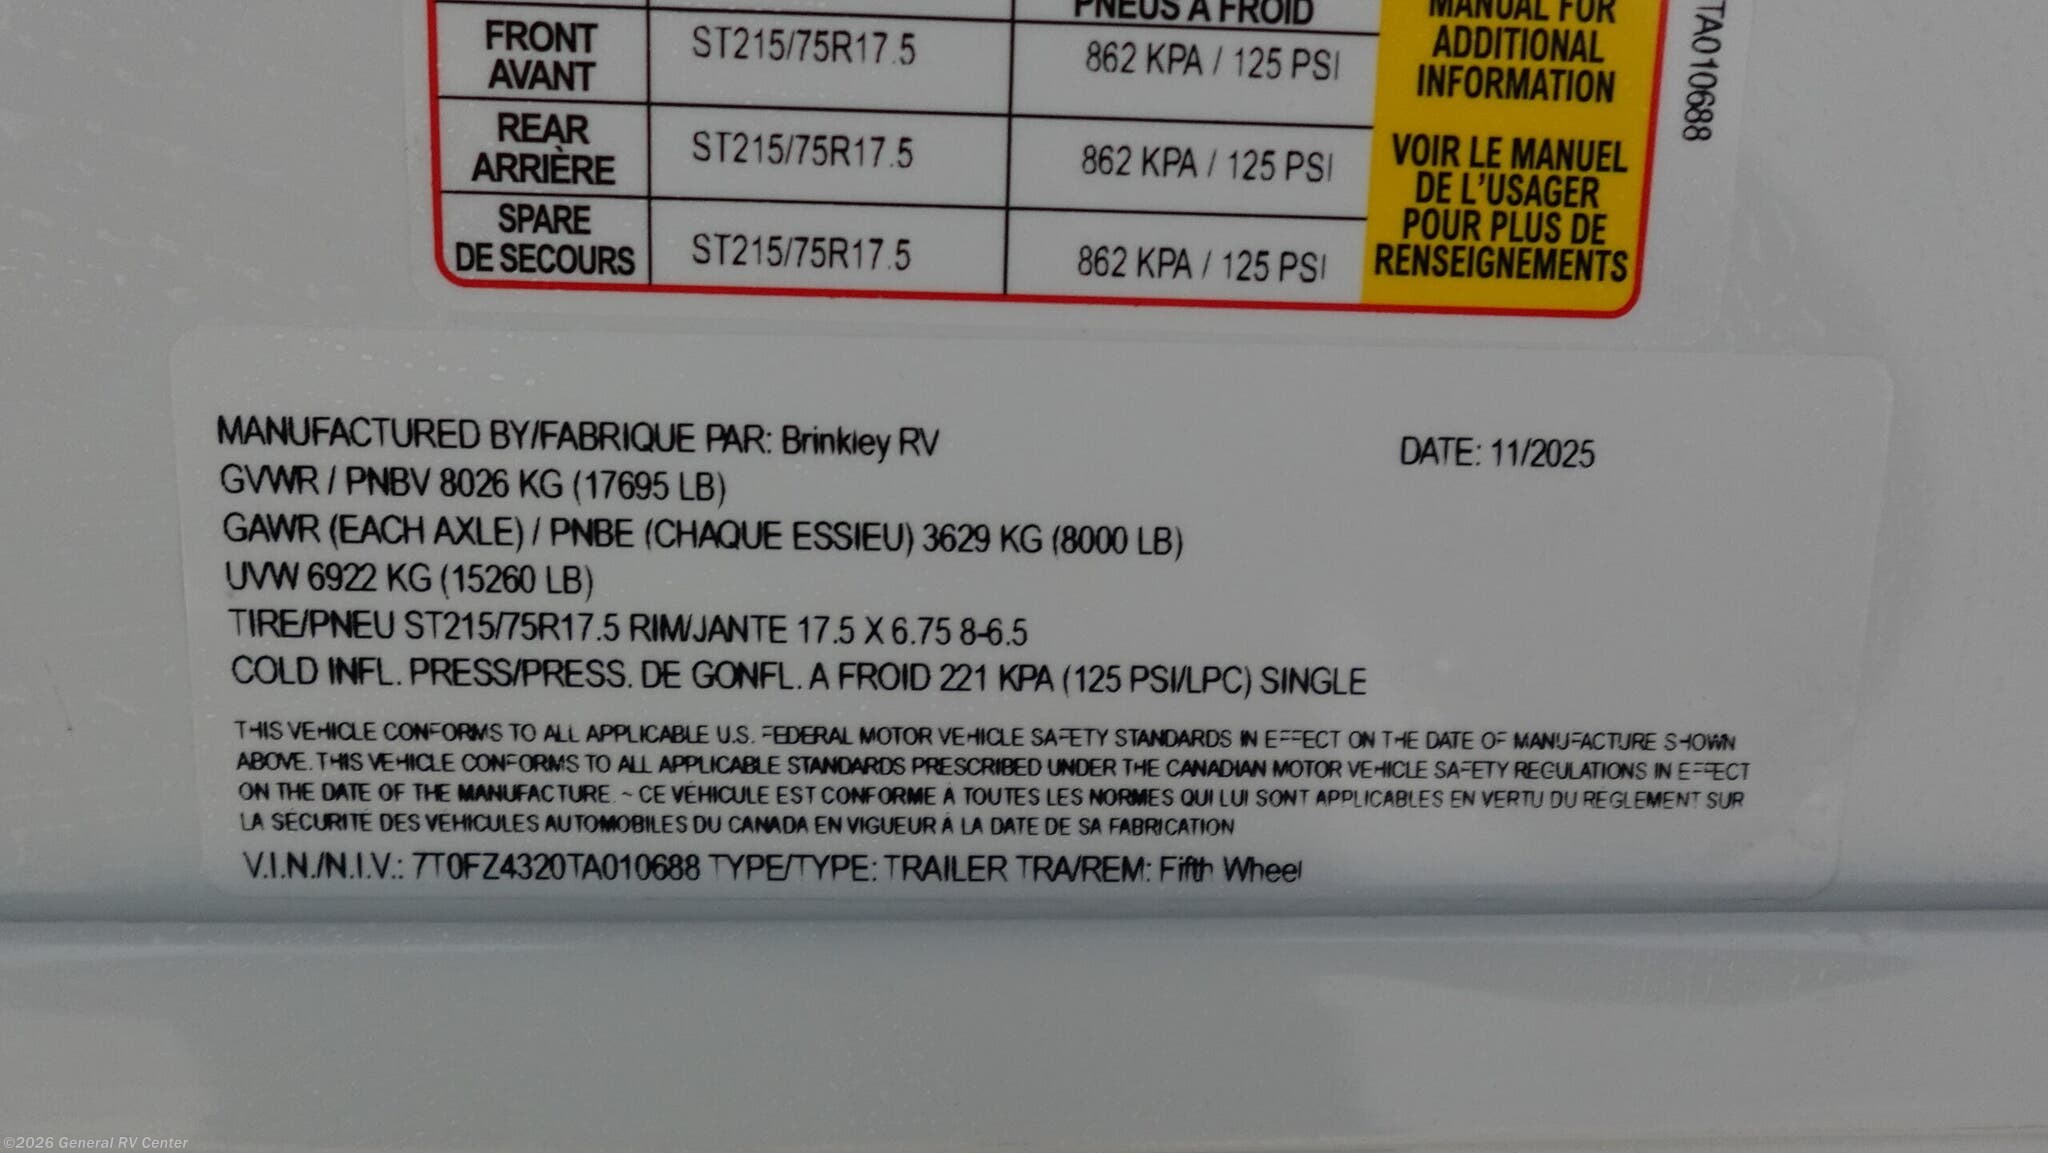 PNEUS À FROID
FRONT
AVANT
ST215/75R17.5
862 KPA / 125 PSI
REAR
ARRIÈRE
ST215/75R17.5
862 KPA / 125 PSI
SPARE
DE SECOURS
ST215/75R17.5
862 KPA / 125 PSI
MANUAL FOR
ADDITIONAL
INFORMATION
VOIR LE MANUEL
DE L'USAGER
POUR PLUS DE
RENSEIGNEMENTS
TA010688
MANUFACTURED BY/FABRIQUE PAR: Brinkley RV
DATE: 11/2025
GVWR / PNBV 8026 KG (17695 LB)
GAWR (EACH AXLE) / PNBE (CHAQUE ESSIEU) 3629 KG (8000 LB)
UVW 6922 KG (15260 LB)
TIRE/PNEU ST215/75R17.5 RIM/JANTE 17.5 X 6.75 8-6.5
COLD INFL. PRESS/PRESS. DE GONFL. A FROID 221 KPA (125 PSI/LPC) SINGLE
THIS VEHICLE CONFORMS TO ALL APPLICABLE U.S. FEDERAL MOTOR VEHICLE SAFETY STANDARDS IN EFFECT ON THE DATE OF MANUFACTURE SHOWN
ABOVE. THIS VEHICLE CONFORMS TO ALL APPLICABLE STANDARDS PRESCRIBED UNDER THE CANADIAN MOTOR VEHICLE SAFETY REGULATIONS IN EFFECT
ON THE DATE OF THE MANUFACTURE. ~ CE VÉHICULE EST CONFORME À TOUTES LES NORMES QUI LUI SONT APPLICABLES EN VERTU DU RÈGLEMENT SUR
LA SÉCURITÉ DES VÉHICULES AUTOMOBILES DU CANADA EN VIGUEUR À LA DATE DE SA FABRICATION
V.I.N./N.I.V.: 7T0FZ4320TA010688 TYPE/TYPE: TRAILER TRA/REM: Fifth Wheel
©2026 General RV Center